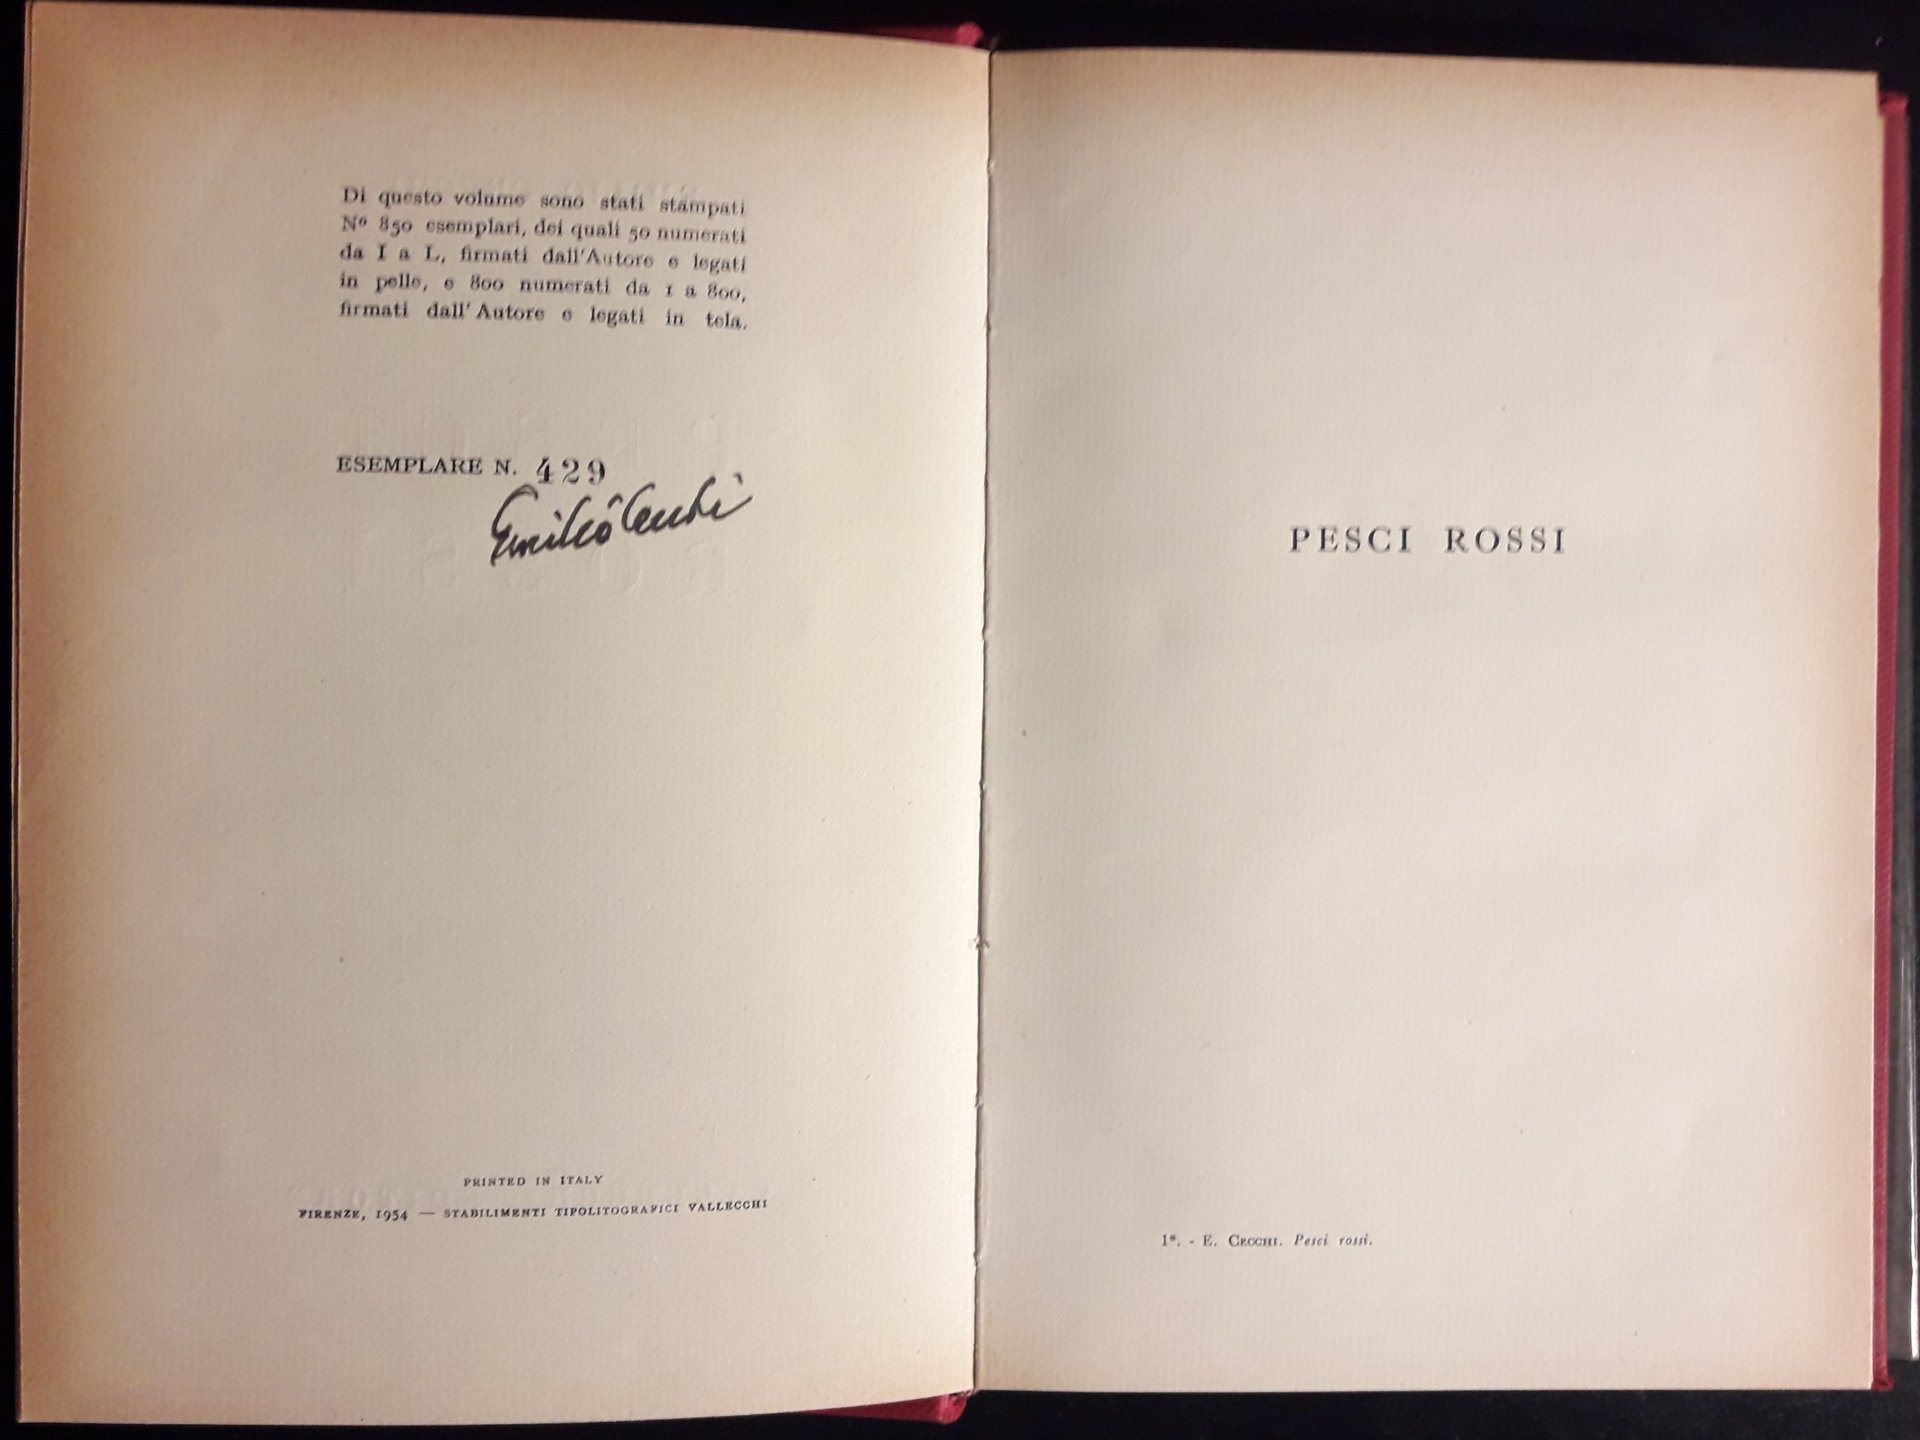 Di questo volume sono stati stampati
Nº 850 esemplari, dei quali 50 numerati
da I a L, firmati dall'Autore e legati
in pelle, e 800 numerati da 1 a 800,
firmati dall'Autore e legati in tela.
ESEMPLARE N. 429
Emilio Cecchi
PRINTED IN ITALY
FIRENZE, 1954 — STABILIMENTI TIPOLITOGRAFICI VALLECCHI
PESCI ROSSI
1*. - E. CECCHI. Pesci rossi.